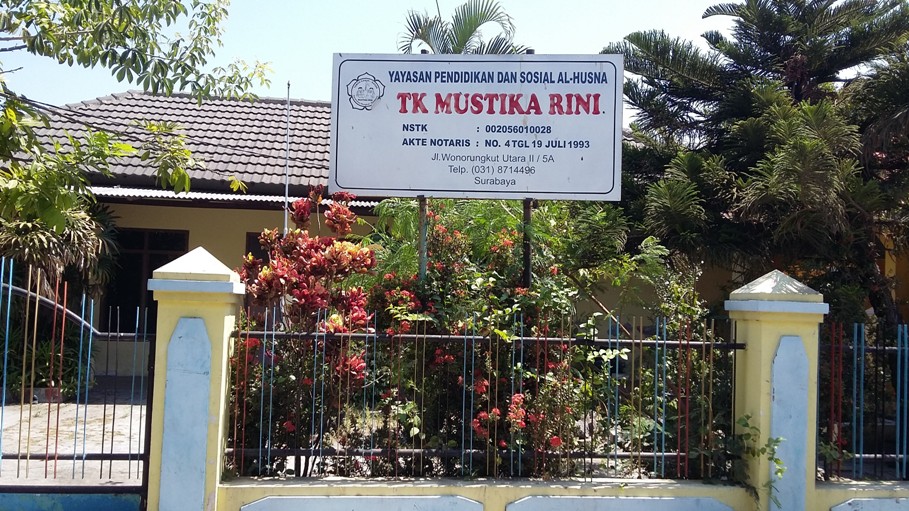 YAYASAN PENDIDIKAN DAN SOSIAL AL-HUSNA
TK MUSTIKA RINI.
NSTK : 002056010028
AKTE NOTARIS : NO. 4 TGL 19 JULI 1993
Jl.Wonorungkut Utara II / 5A
Telp. (031) 8714496
Surabaya